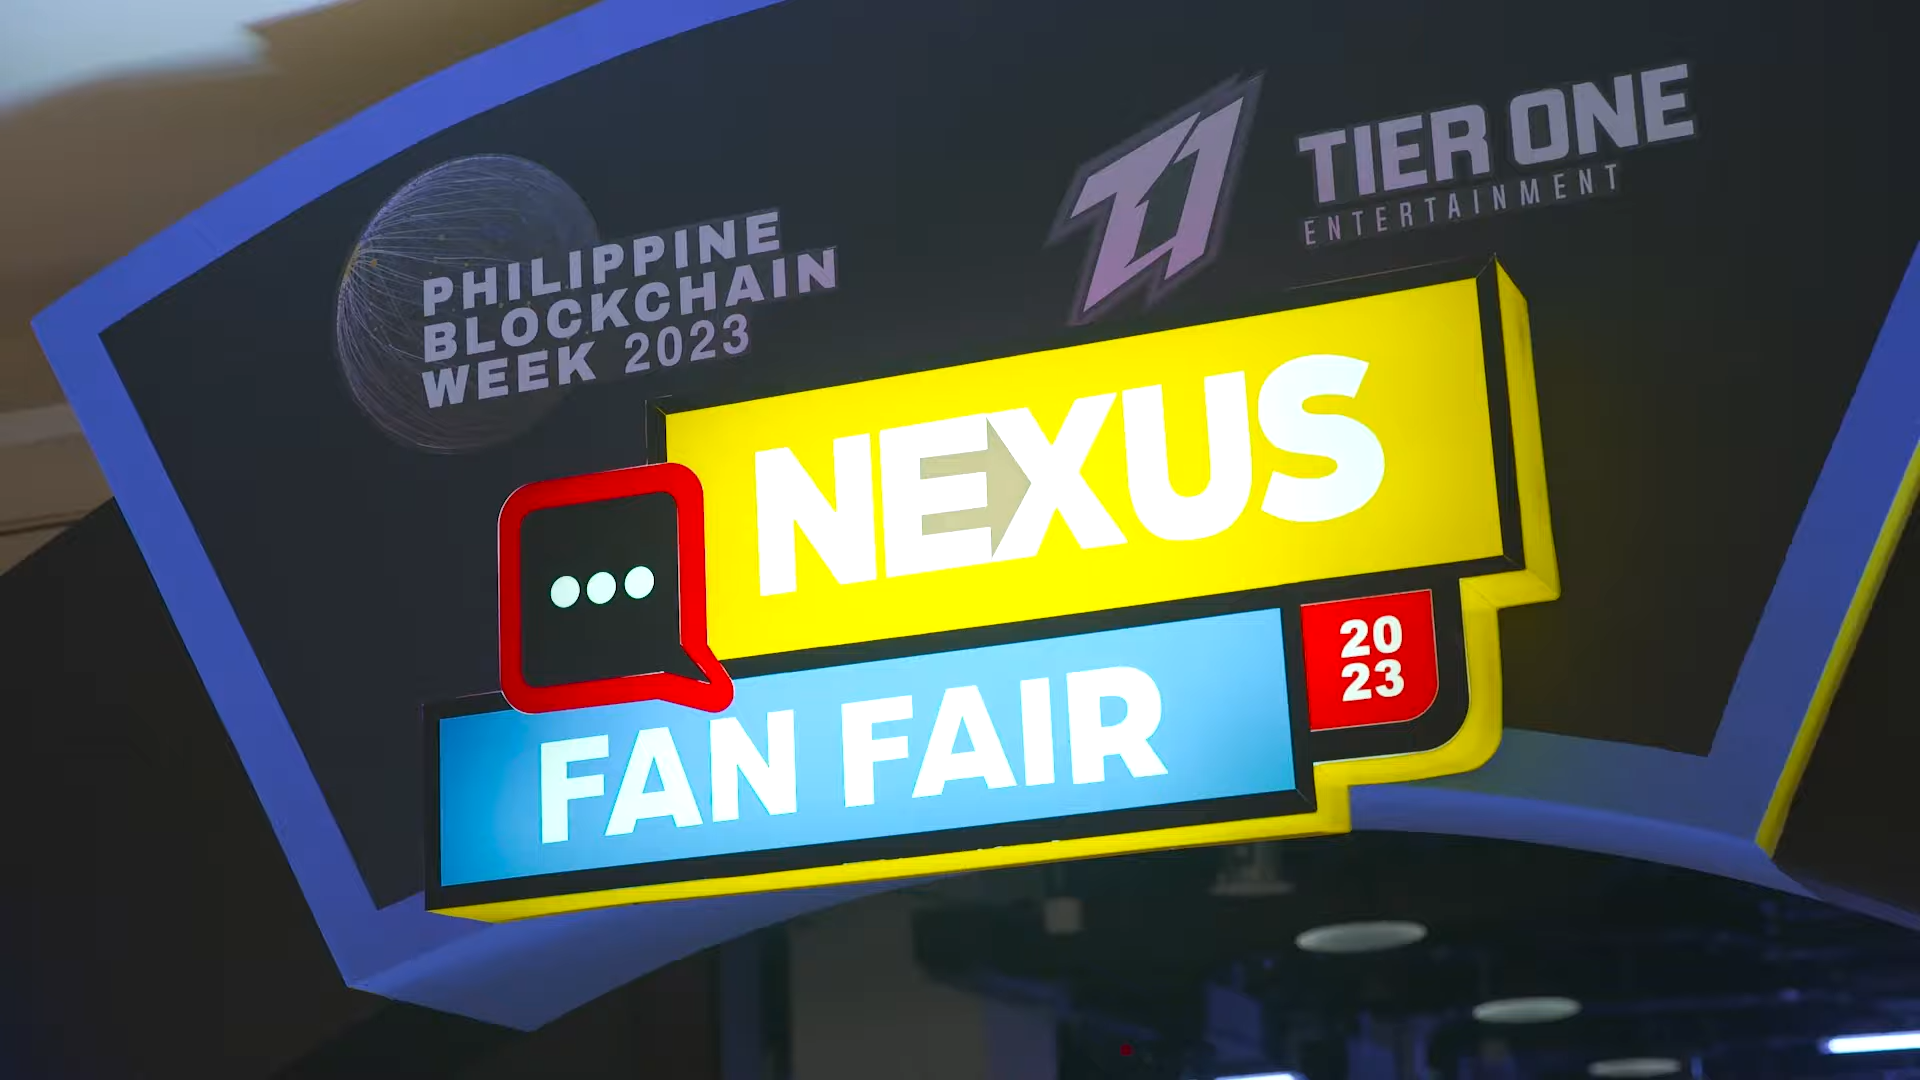 PHILIPPINE
BLOCKCHAIN
WEEK 2023
T1
TIER ONE
ENTERTAINMENT
NEXUS
FAN FAIR
20
23